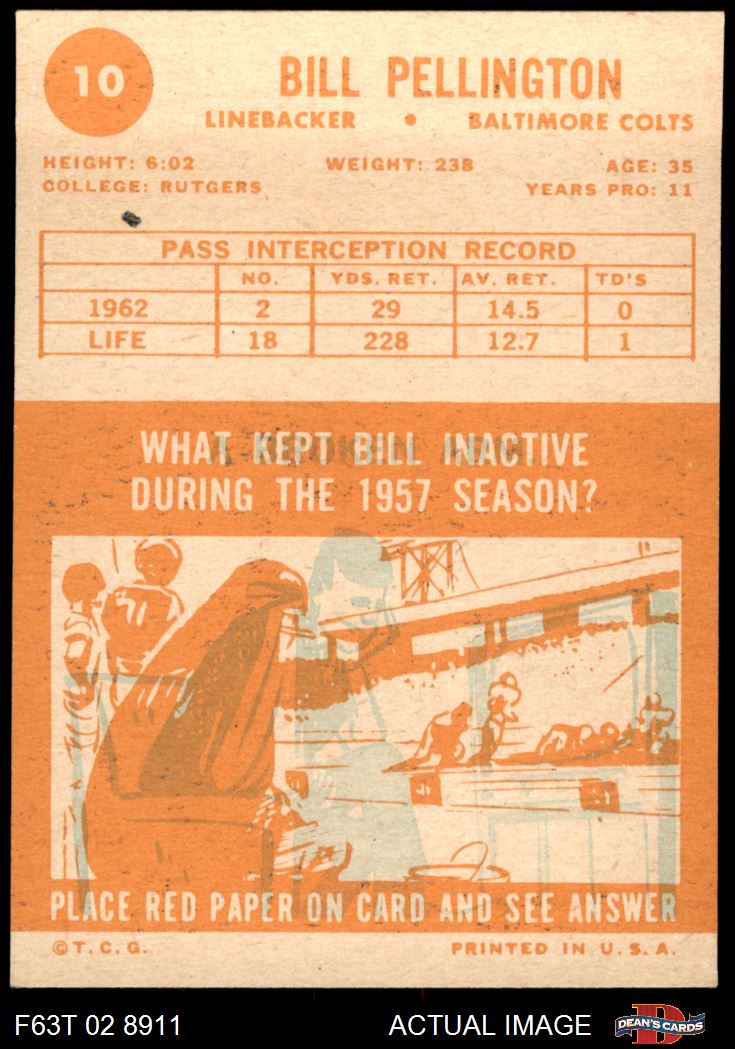 10
BILL PELLINGTON
LINEBACKER • BALTIMORE COLTS
HEIGHT: 6:02 WEIGHT: 238 AGE: 35
COLLEGE: RUTGERS YEARS PRO: 11
PASS INTERCEPTION RECORD
NO. YDS. RET. AV. RET. TD'S
1962 2 29 14.5 0
LIFE 18 228 12.7 1
WHAT KEPT BILL INACTIVE
DURING THE 1957 SEASON?
71
PLACE RED PAPER ON CARD AND SEE ANSWER
©T.C.G. PRINTED IN U.S.A.
F63T 02 8911 ACTUAL IMAGE DEAN'S CARDS